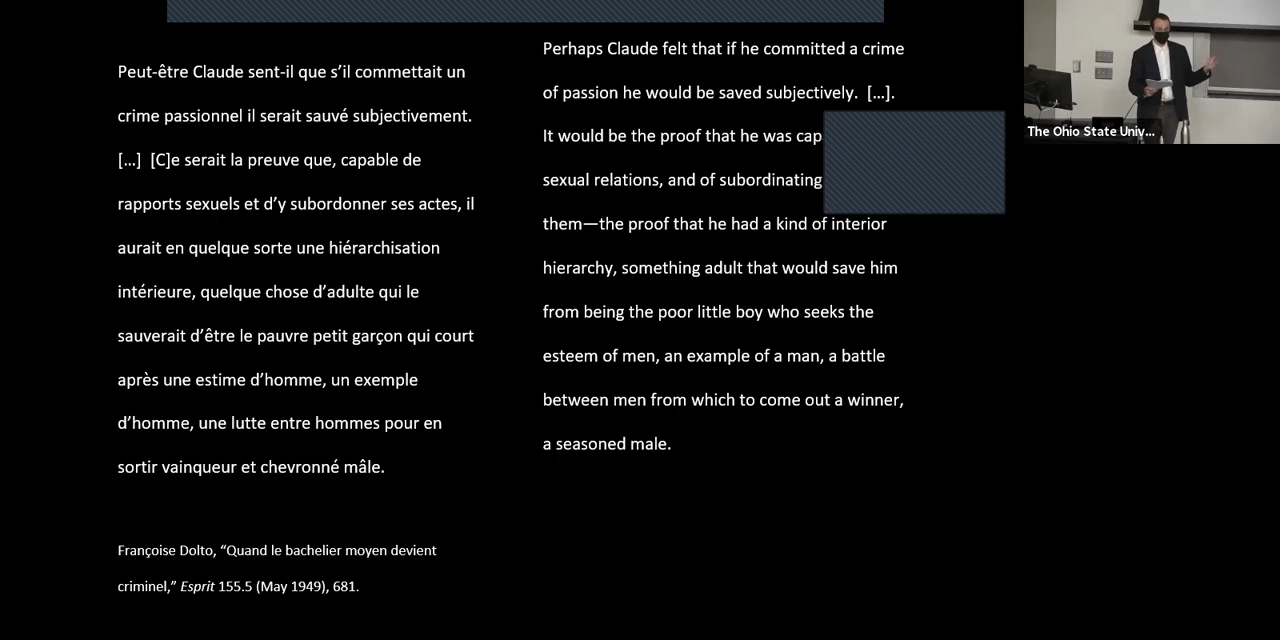 Peut-être Claude sent-il que s’il commettait un
crime passionnel il serait sauvé subjectivement.
[…]  [C]e serait la preuve que, capable de
rapports sexuels et d’y subordonner ses actes, il
aurait en quelque sorte une hiérarchisation
intérieure, quelque chose d’adulte qui le
sauverait d’être le pauvre petit garçon qui court
après une estime d’homme, un exemple
d’homme, une lutte entre hommes pour en
sortir vainqueur et chevronné mâle.
Françoise Dolto, “Quand le bachelier moyen devient
criminel,” Esprit 155.5 (May 1949), 681.
Perhaps Claude felt that if he committed a crime
of passion he would be saved subjectively.  […].
It would be the proof that he was
sexual relations, and of subordinating
them—the proof that he had a kind of interior
hierarchy, something adult that would save him
from being the poor little boy who seeks the
esteem of men, an example of a man, a battle
between men from which to come out a winner,
a seasoned male.
The Ohio State Univ...